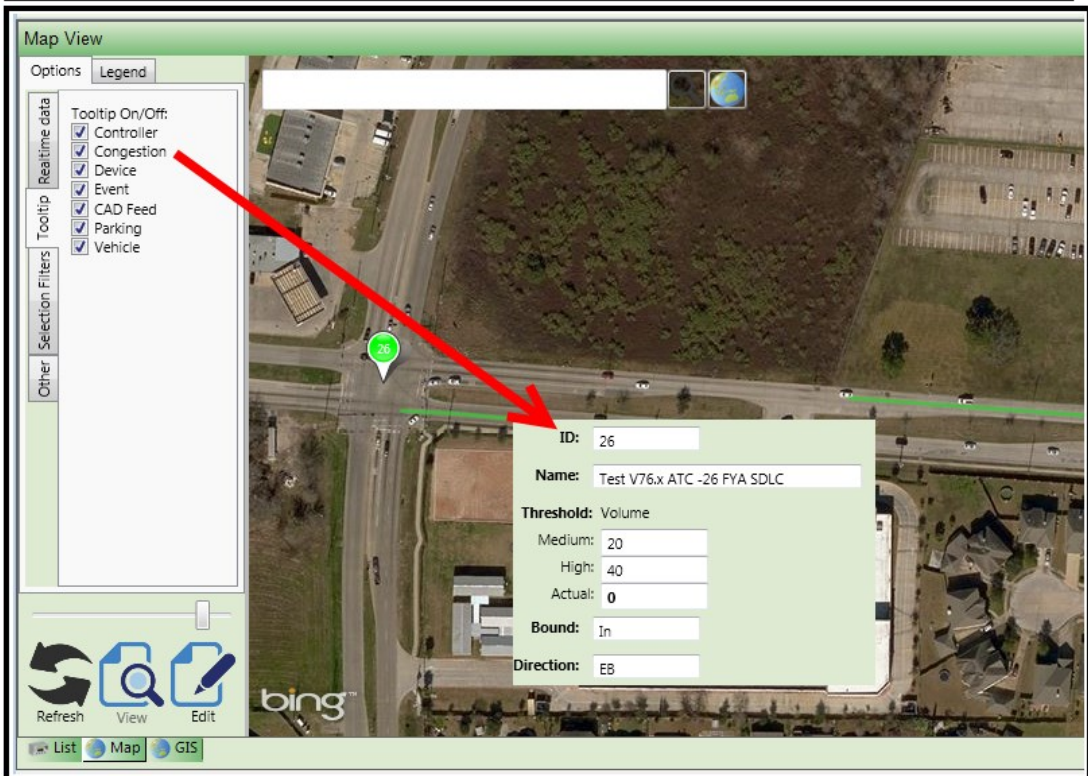 Map View
Options Legend
Realtime data
Tooltip
Selection Filters
Other
Tooltip On/Off:
Controller
Congestion
Device
Event
CAD Feed
Parking
Vehicle
26
ID: 26
Name: Test V76.x ATC -26 FYA SDLC
Threshold: Volume
Medium: 20
High: 40
Actual: 0
Bound: In
Direction: EB
Refresh View Edit
bing™
List Map GIS